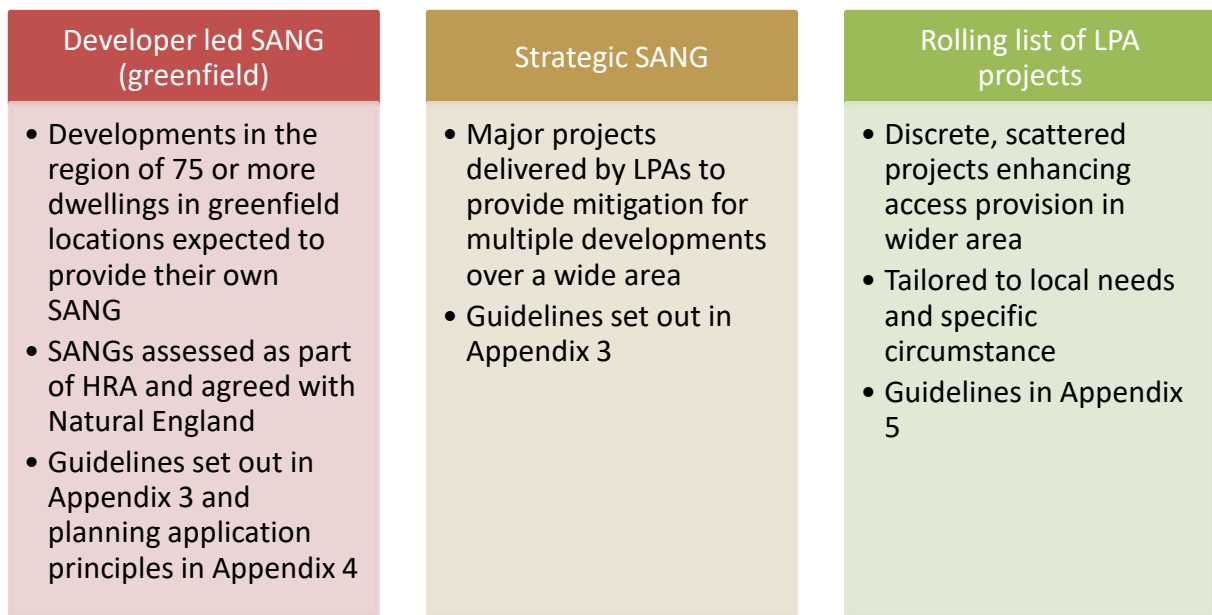 Developer led SANG
(greenfield)
• Developments in the
region of 75 or more
dwellings in greenfield
locations expected to
provide their own
SANG
• SANGs assessed as part
of HRA and agreed with
Natural England
• Guidelines set out in
Appendix 3 and
planning application
principles in Appendix 4
Strategic SANG
• Major projects
delivered by LPAs to
provide mitigation for
multiple developments
over a wide area
• Guidelines set out in
Appendix 3
Rolling list of LPA
projects
• Discrete, scattered
projects enhancing
access provision in
wider area
• Tailored to local needs
and specific
circumstance
• Guidelines in Appendix
5